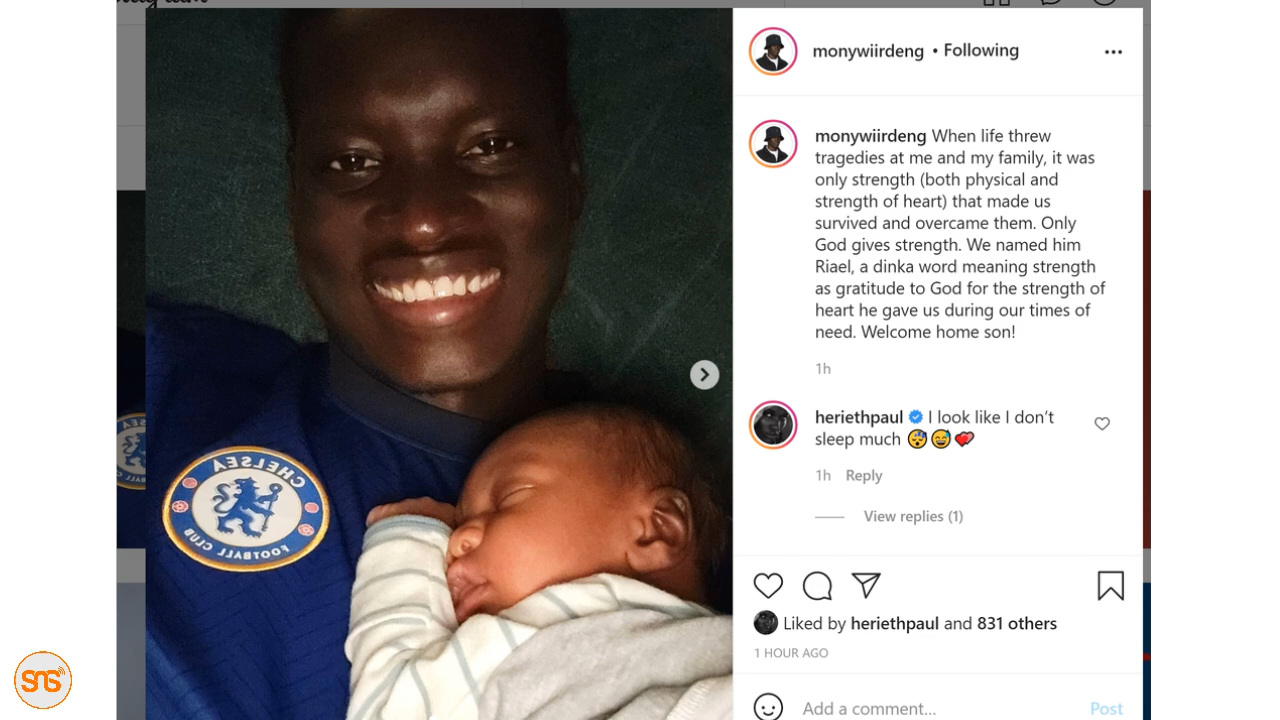 monywiirdeng • Following
monywiirdeng When life threw
tragedies at me and my family, it was
only strength (both physical and
strength of heart) that made us
survived and overcame them. Only
God gives strength. We named him
Riael, a dinka word meaning strength
as gratitude to God for the strength of
heart he gave us during our times of
need. Welcome home son!
1h
heriethpaul I look like I don't
sleep much 😴😅💕
1h Reply
View replies (1)
Liked by heriethpaul and 831 others
1 HOUR AGO
Add a comment... Post
CHELSEA
FOOTBALL CLUB
SNS